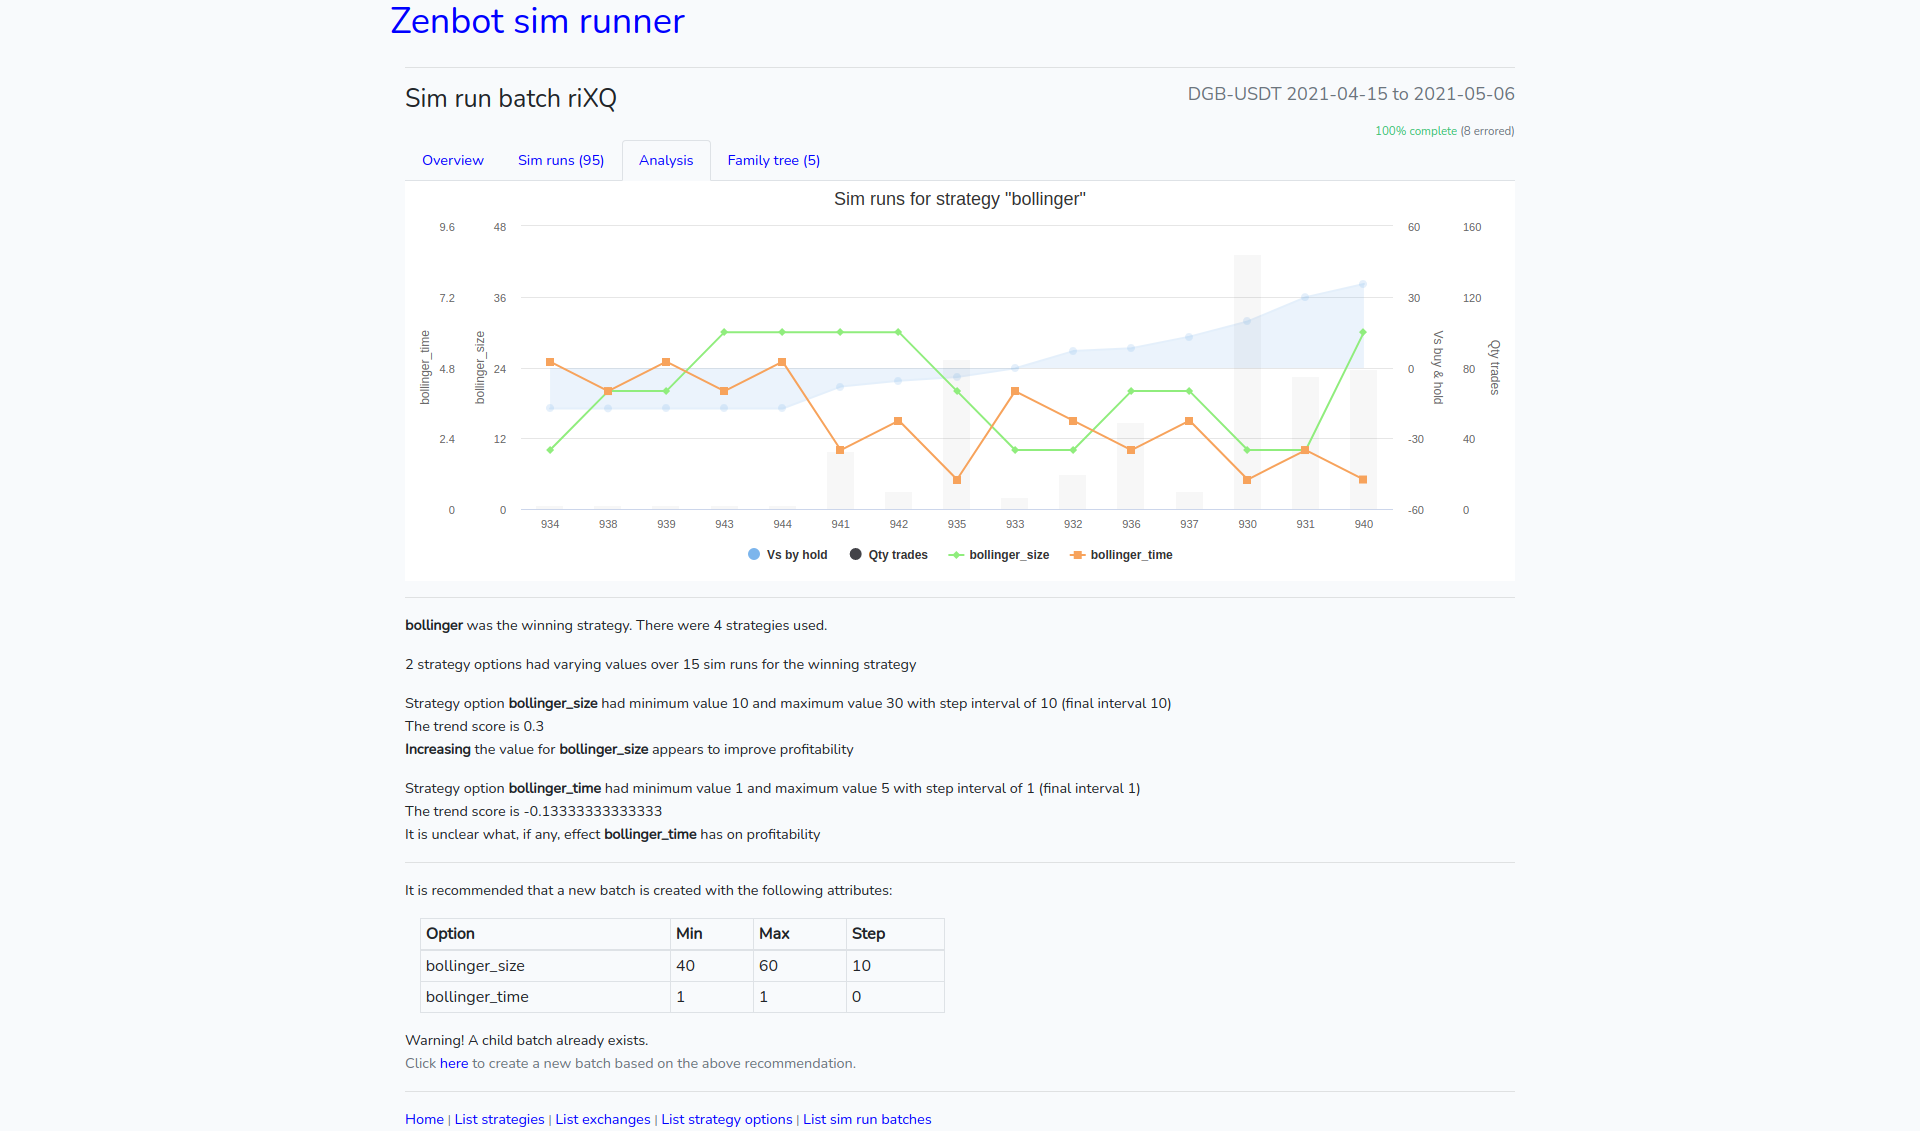 Zenbot sim runner
Sim run batch riXQ
DGB-USDT 2021-04-15 to 2021-05-06
100% complete (8 errored)
Overview Sim runs (95) Analysis Family tree (5)
Sim runs for strategy "bollinger"
9.6 48 60 160
7.2 36 30 120
4.8 24 0 80
2.4 12 -30 40
0 0 -60 0
bollinger_time
bollinger_size
Vs buy & hold
Qty trades
934 938 939 943 944 941 942 935 933 932 936 937 930 931 940
Vs by hold Qty trades bollinger_size bollinger_time
bollinger was the winning strategy. There were 4 strategies used.
2 strategy options had varying values over 15 sim runs for the winning strategy
Strategy option bollinger_size had minimum value 10 and maximum value 30 with step interval of 10 (final interval 10)
The trend score is 0.3
Increasing the value for bollinger_size appears to improve profitability
Strategy option bollinger_time had minimum value 1 and maximum value 5 with step interval of 1 (final interval 1)
The trend score is -0.13333333333333
It is unclear what, if any, effect bollinger_time has on profitability
It is recommended that a new batch is created with the following attributes:
Option Min Max Step
bollinger_size 40 60 10
bollinger_time 1 1 0
Warning! A child batch already exists.
Click here to create a new batch based on the above recommendation.
Home | List strategies | List exchanges | List strategy options | List sim run batches